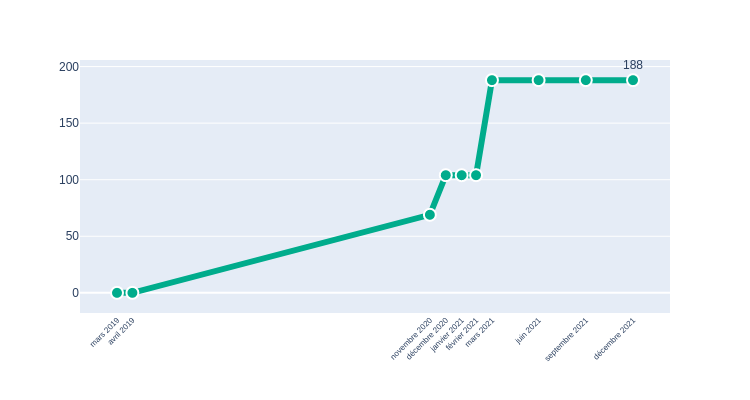 188
200
150
100
50
0
mars 2019
avril 2019
novembre 2020
décembre 2020
janvier 2021
février 2021
mars 2021
juin 2021
septembre 2021
décembre 2021